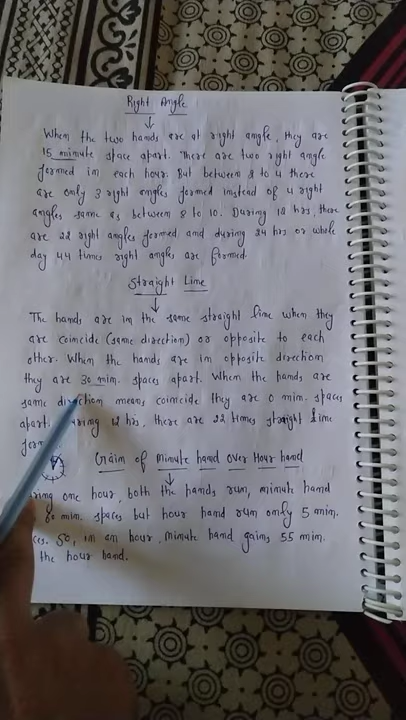 Right Angle
When the two hands are at right angle, they are
15 minute space apart. There are two right angle
formed in each hour. But between 2 to 4 there
are only 3 right angles formed instead of 4 right
angles same as between 8 to 10. During 12 hrs, there
are 22 right angles formed and during 24 hrs or whole
day 44 times right angles are formed.
Straight Line
The hands are in the same straight line when they
are coincide (same direction) or opposite to each
other. When the hands are in opposite direction
they are 30 min. spaces apart. When the hands are
same direction means coincide they are 0 min. spaces
apart. 12 hrs, there are 22 times straight line
Gain of Minute hand over Hour hand
one hour, both the hands run, minute hand
60 min. spaces but hour hand run only 5 min.
So, in an hour, minute hand gains 55 min.
the hour hand.